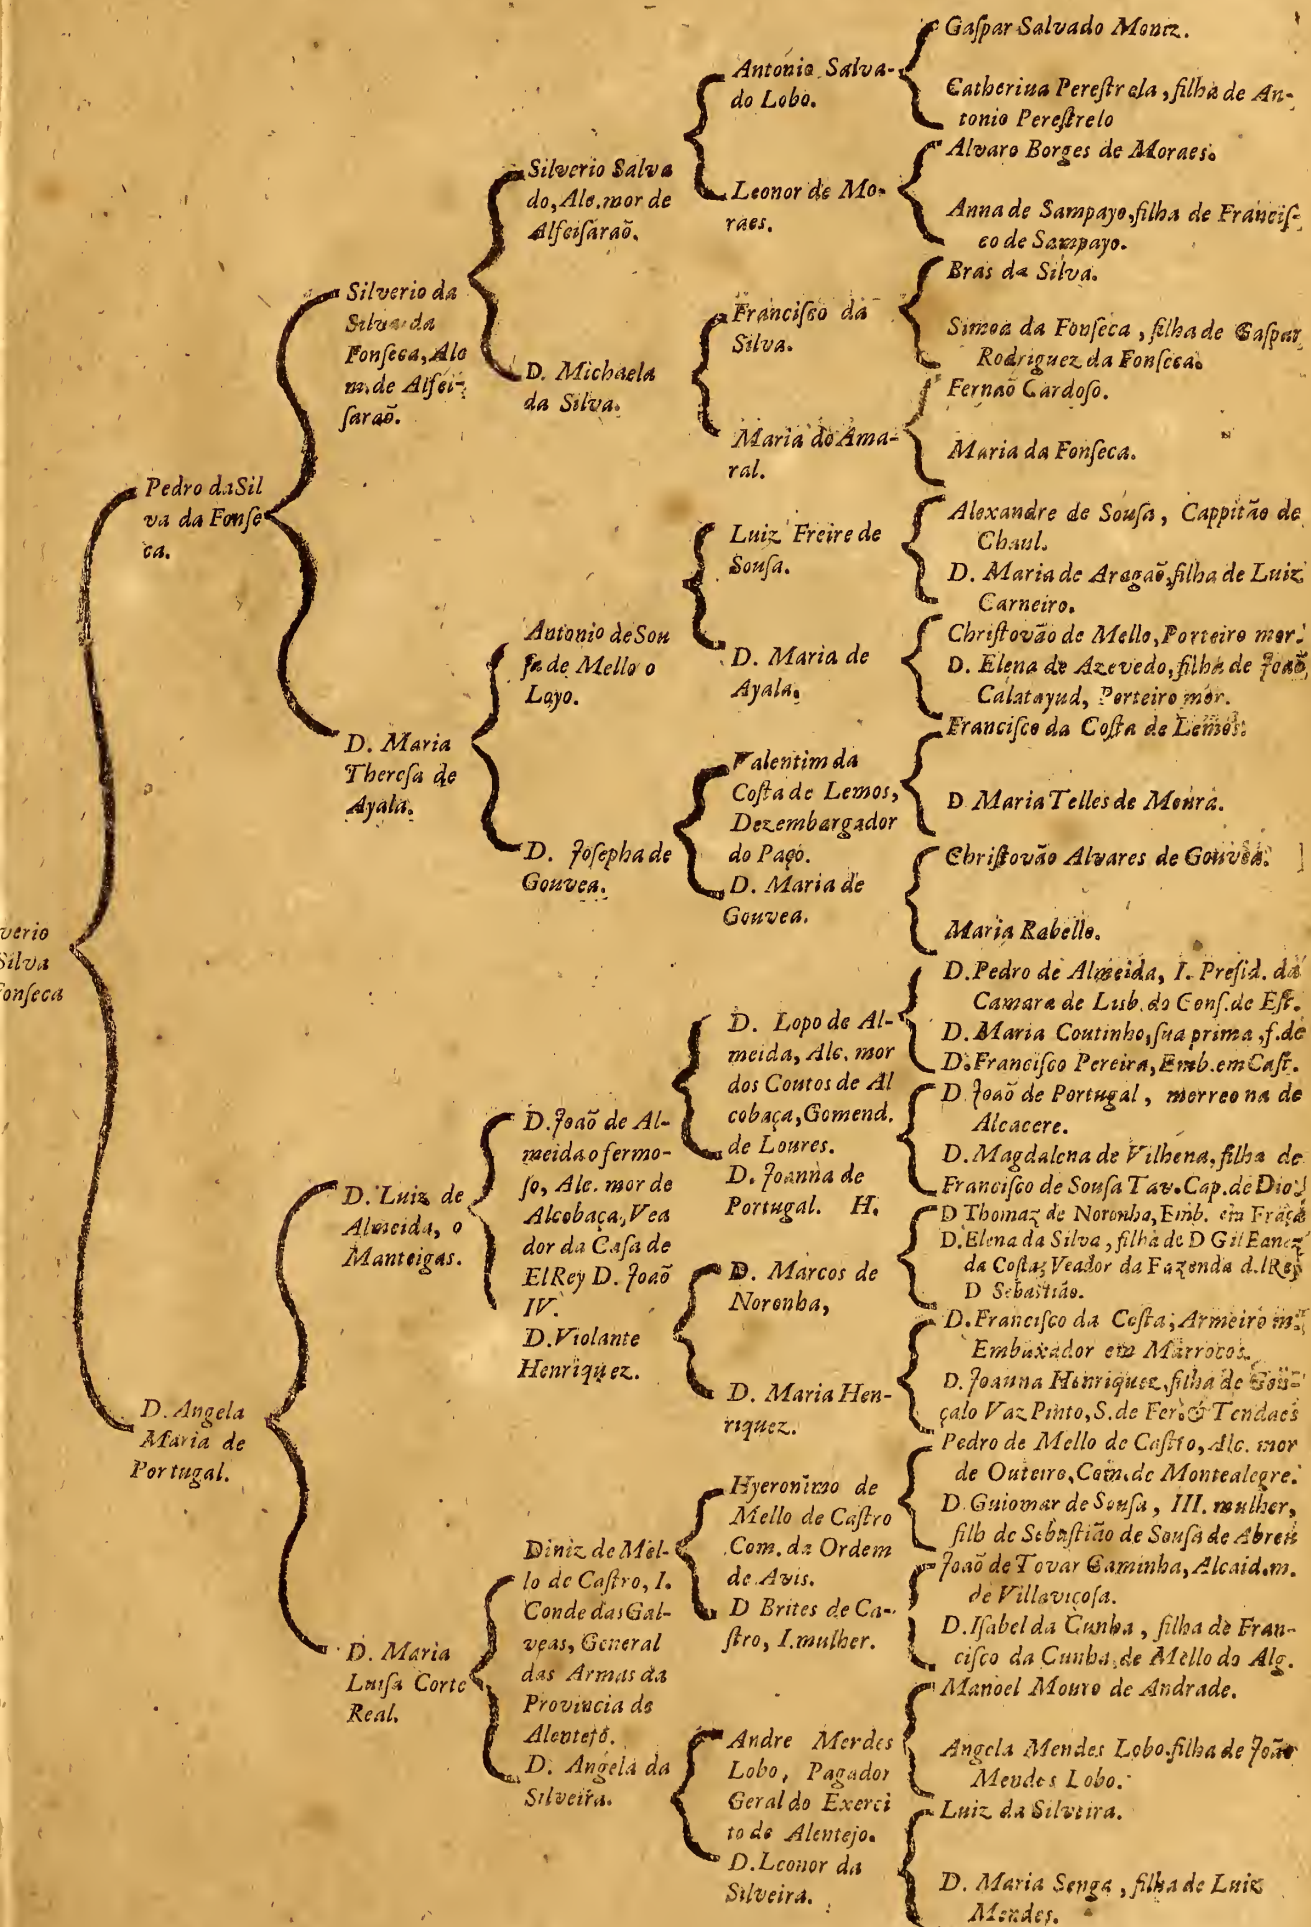 verio
Silva
onſeca
Pedro da Sil
va da Fonſe
ca.
D. Angela
Maria de
Portugal.
Silverio da
Silva da
Fonſeca, Alc
m. de Alfei-
ſaraõ.
D. Maria
Thereſa de
Ayala.
D. Luiz de
Almeida, o
Manteigas.
D. Maria
Luiſa Corte
Real.
Silverio Salva
do, Alc. mor de
Alfeiſaraõ.
D. Michaela
da Silva.
Antonio de Sou
ſa de Mello o
Loyo.
D. Joſepha de
Gouvea.
D. Joaõ de Al-
meida o fermo-
ſo, Alc. mor de
Alcobaça, Vea
dor da Caſa de
ElRey D. Joaõ
IV.
D. Violante
Henriquez.
Diniz de Mel-
lo de Caſtro, I.
Conde das Gal-
veas, General
das Armas da
Provincia de
Alentejo.
D. Angela da
Silveira.
Antonio Salva-
do Lobo.
Leonor de Mo-
raes.
Franciſco da
Silva.
Maria do Ama-
ral.
Luiz Freire de
Souſa.
D. Maria de
Ayala.
Valentim da
Coſta de Lemos,
Dezembargador
do Paço.
D. Maria de
Gouvea.
D. Lopo de Al-
meida, Alc. mor
dos Coutos de Al
cobaça, Comend.
de Loures.
D. Joanna de
Portugal. H.
D. Marcos de
Noronha,
D. Maria Hen-
riquez.
Hyeronimo de
Mello de Caſtro
Com. da Ordem
de Avis.
D Brites de Ca-
ſtro, I. mulher.
Andre Merdes
Lobo, Pagador
Geral do Exerci
to de Alentejo.
D. Leonor da
Silveira.
Gaſpar Salvado Moniz.
Catherina Pereſtrela, filha de An-
tonio Pereſtrelo
Alvaro Borges de Moraes.
Anna de Sampayo, filha de Franciſ-
co de Sampayo.
Bras da Silva.
Simoa da Fonſeca, filha de Gaſpar
Rodriguez da Fonſeca.
Fernaõ Cardoſo.
Maria da Fonſeca.
Alexandre de Souſa, Cappitão de
Chaul.
D. Maria de Aragaõ, filha de Luiz
Carneiro.
Chriſtovão de Mello, Porteiro mor.
D. Elena de Azevedo, filha de Joaõ
Calatayud, Porteiro mor.
Franciſco da Coſta de Lemos.
D Maria Telles de Moura.
Chriſtovão Alvares de Gouvea.
Maria Rabello.
D. Pedro de Almeida, I. Preſid. da
Camara de Lisb. do Conſ. de Eſt.
D. Maria Coutinho, ſua prima, f. de
D. Franciſco Pereira, Emb. em Caſt.
D. Joaõ de Portugal, morreo na de
Alcacere.
D. Magdalena de Vilhena, filha de
Franciſco de Souſa Tav. Cap. de Dio.
D Thomaz de Noronha, Emb. em Fraça
D. Elena da Silva, filha de D Gil Eanez
da Coſta, Veador da Fazenda d'lRey
D Sebaſtião.
D. Franciſco da Coſta, Armeiro m.
Embaxador em Marrocos.
D. Joanna Henriquez, filha de Gon-
çalo Vaz Pinto, S. de Fer. & Tendaes
Pedro de Mello de Caſtro, Alc. mor
de Outeiro, Com. de Montealegre.
D. Guiomar de Souſa, III. mulher,
filh de Sebaſtião de Souſa de Abreu
Joaõ de Tovar Caminha, Alcaid. m.
de Villaviçoſa.
D. Iſabel da Cunha, filha de Fran-
ciſco da Cunha, de Mello do Alg.
Manoel Mouro de Andrade.
Angela Mendes Lobo. filha de Joaõ
Mendes Lobo.
Luiz da Silveira.
D. Maria Senga, filha de Luiz
Mendes.